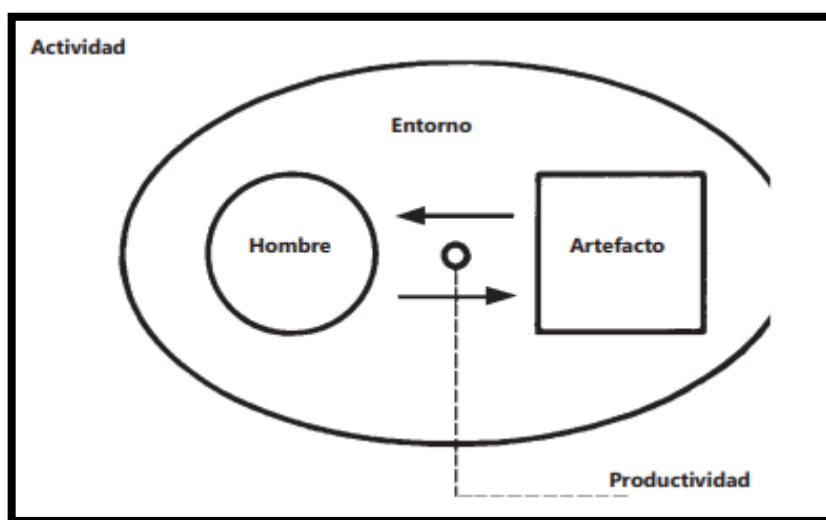 Actividad
Entorno
Hombre
Artefacto
Productividad